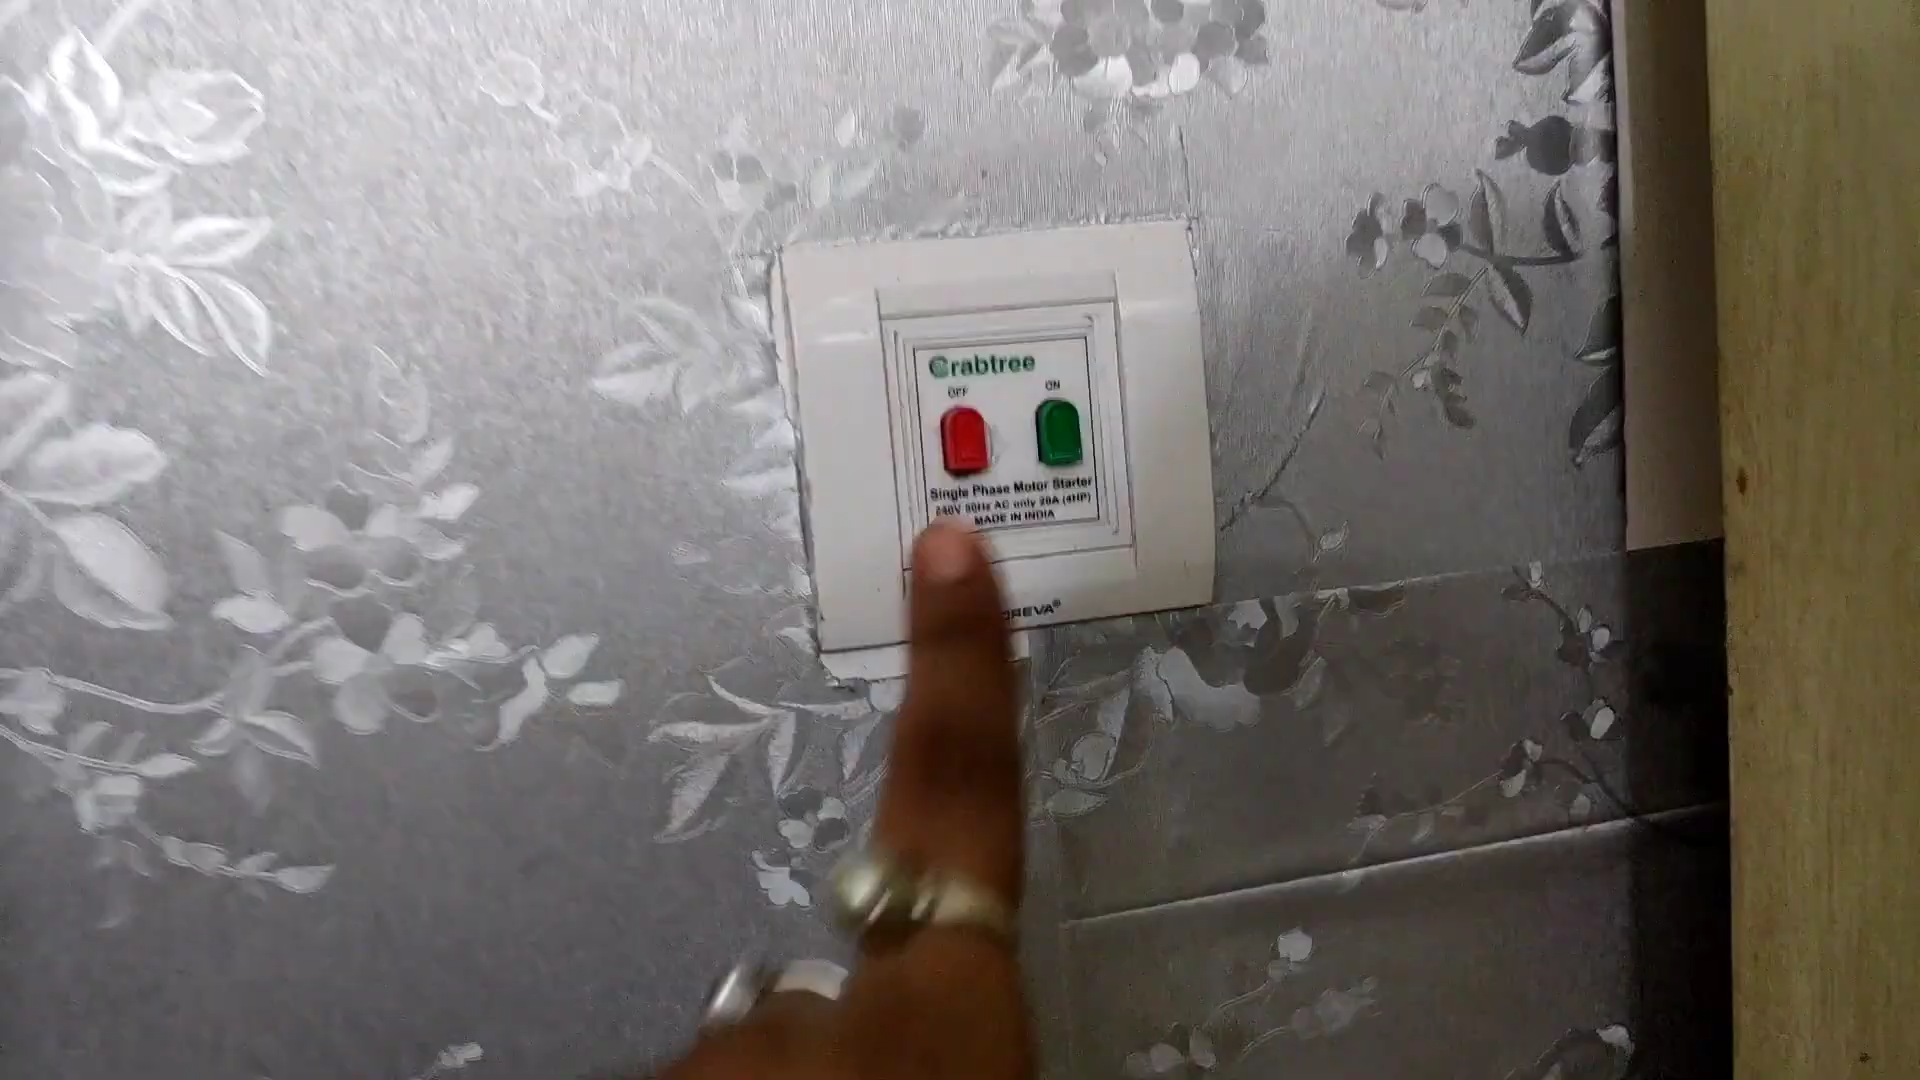 Crabtree
OFF ON
Single Phase Motor Starter
240V 50Hz AC only 20A (4HP)
MADE IN INDIA